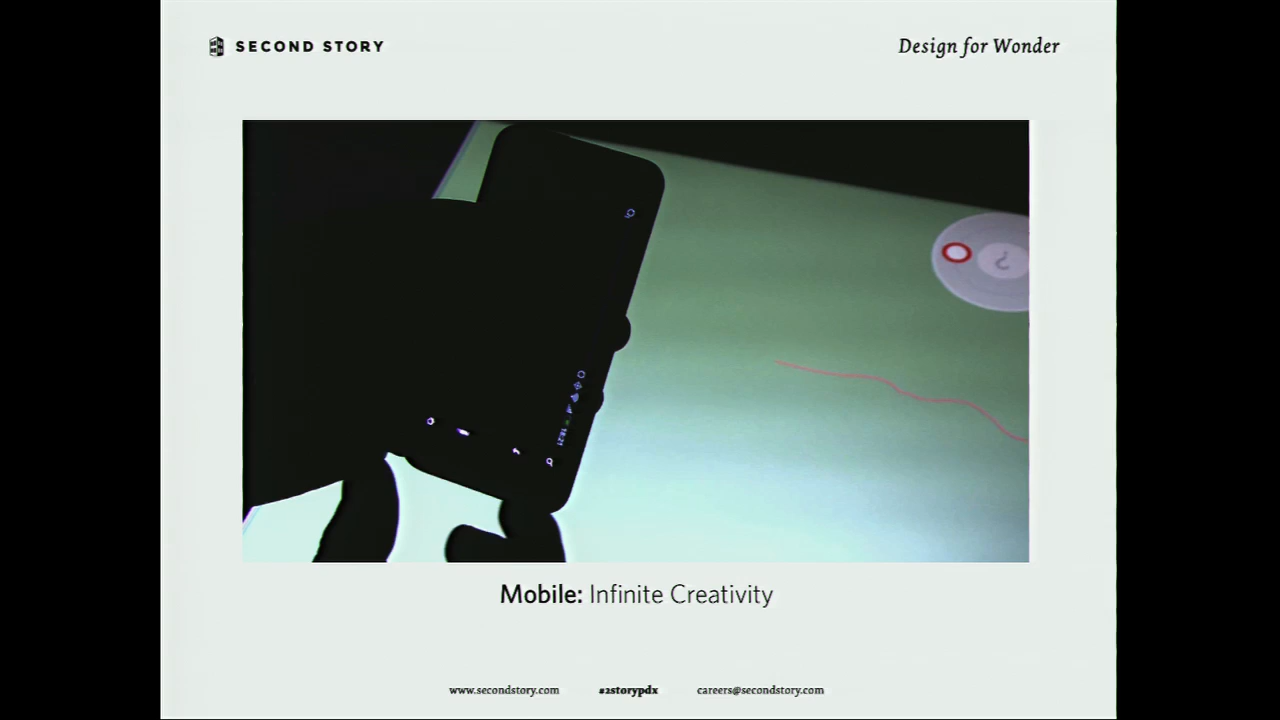 SECOND STORY
Design for Wonder
Mobile: Infinite Creativity
www.secondstory.com
#2storypdx
careers@secondstory.com